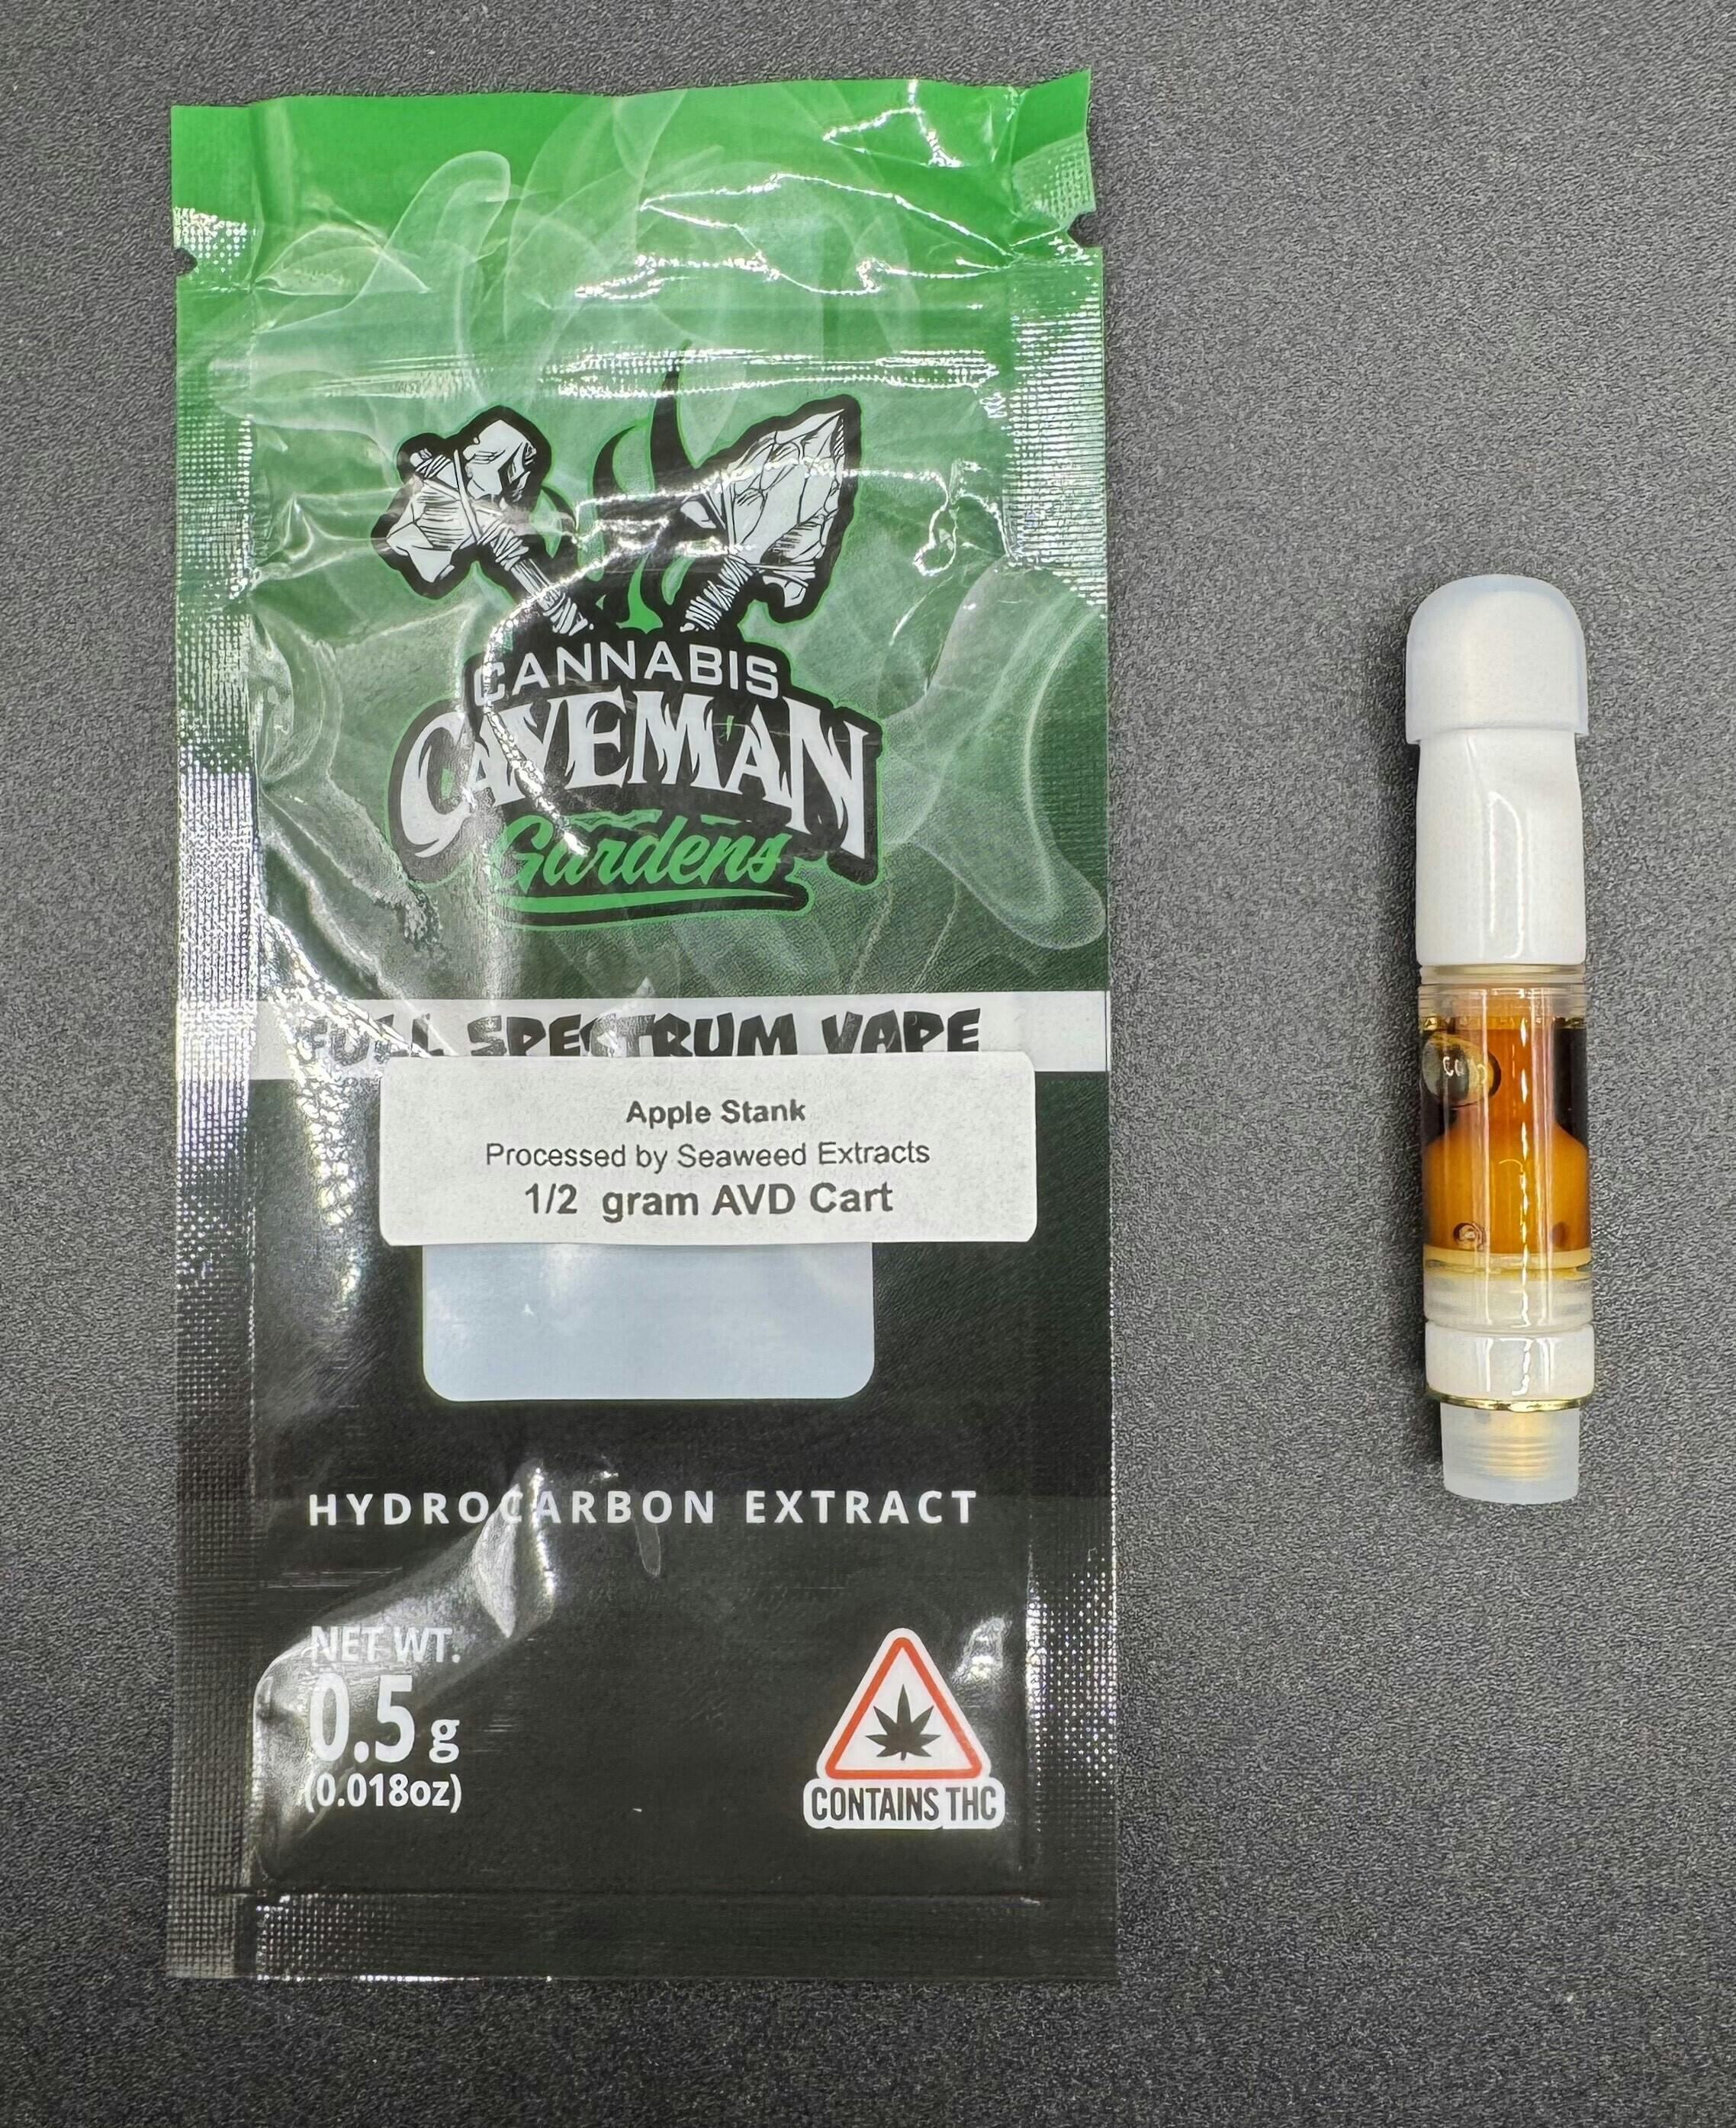 CANNABIS
CAVEMAN
Gardens
FULL SPECTRUM VAPE
Apple Stank
Processed by Seaweed Extracts
1/2 gram AVD Cart
HYDROCARBON EXTRACT
NET WT.
0.5 g
(0.018oz)
CONTAINS THC